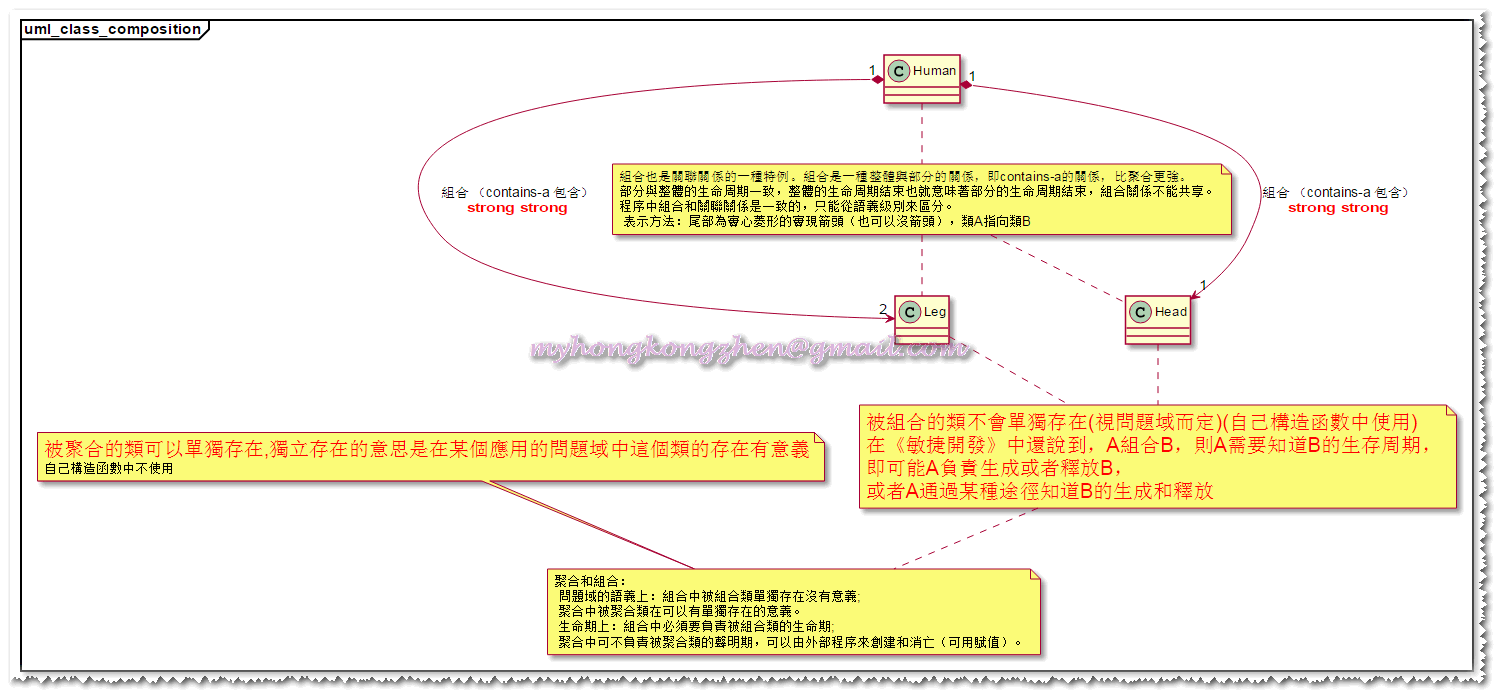 uml_class_composition
1
C Human
1
組合也是關聯關係的一種特例。組合是一種整體與部分的關係，即contains-a的關係，比聚合更強。
部分與整體的生命周期一致，整體的生命周期結束也就意味著部分的生命周期結束，組合關係不能共享。
程序中組合和關聯關係是一致的，只能從語義級別來區分。
表示方法：尾部為實心菱形的實現箭頭（也可以沒箭頭），類A指向類B
組合 （contains-a 包含）
strong strong
組合 （contains-a 包含）
strong strong
1
2
C Leg
C Head
myhongkongzhen@gmail.com
被組合的類不會單獨存在(視問題域而定)(自己構造函數中使用)
在《敏捷開發》中還說到，A組合B，則A需要知道B的生存周期，
即可能A負責生成或者釋放B，
或者A通過某種途徑知道B的生成和釋放
被聚合的類可以單獨存在,獨立存在的意思是在某個應用的問題域中這個類的存在有意義
自己構造函數中不使用
聚合和組合：
問題域的語義上：組合中被組合類單獨存在沒有意義;
聚合中被聚合類在可以有單獨存在的意義。
生命期上：組合中必須要負責被組合類的生命期;
聚合中可不負責被聚合類的聲明期，可以由外部程序來創建和消亡（可用賦值）。